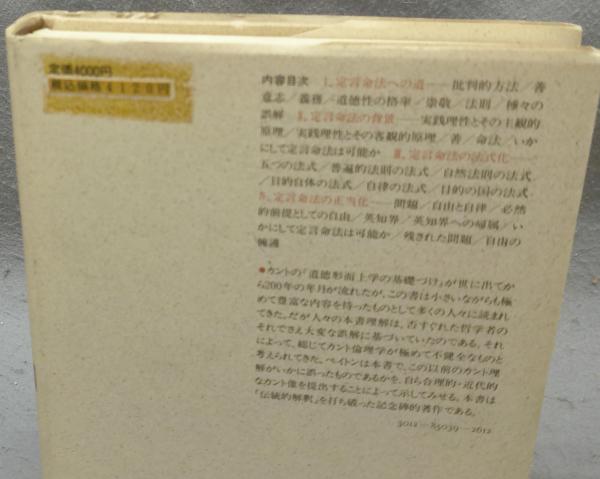 定価4000円
税込価格4120円
内容目次 I、定言命法への道——批判的方法／善
意志／義務／道徳性の格率／崇敬／法則／種々の
誤解 II、定言命法の背景——実践理性とその主観的
原理／実践理性とその客観的原理／善／命法／いか
にして定言命法は可能か III、定言命法の法式化——
五つの法式／普遍的法則の法式／自然法則の法式
／目的自体の法式／自律の法式／目的の国の法式
定言命法の正当化——問題／自由と自律／必然
的前提としての自由／英知界／英知界への帰属／い
かにして定言命法は可能か／残された問題／自由の
擁護
●カントの『道徳形而上学の基礎づけ』が世に出てか
ら200年の年月が流れたが、この書は小さいながらも極
めて豊富な内容を持ったものとして多くの人々に読まれ
てきた。だが人々の本書理解は、古すぐれた哲学者の
それでさえ大変な誤解に基づいていたのである。それ
によって、総じてカント倫理学が極めて不健全なものと
考えられてきた。ペイトンは本書で、この以前のカント理
解がいかに誤ったものであるかを、自ら合理的・近代的
なカント像を提出することによって示してみせる。本書は
『伝統的解釈』を打ち破った記念碑的著作である。
3012—85039—2612